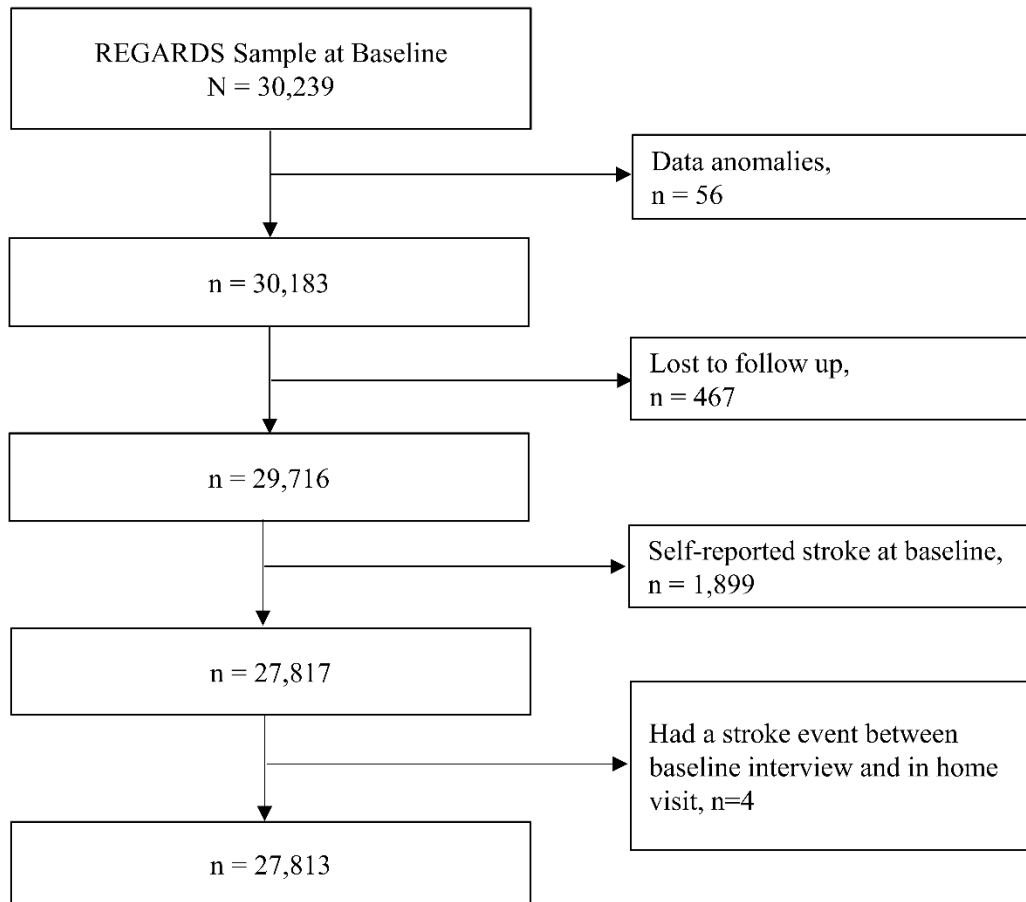 REGARDS Sample at Baseline
N = 30,239
Data anomalies,
n = 56
n = 30,183
Lost to follow up,
n = 467
n = 29,716
Self-reported stroke at baseline,
n = 1,899
n = 27,817
Had a stroke event between
baseline interview and in home
visit, n=4
n = 27,813